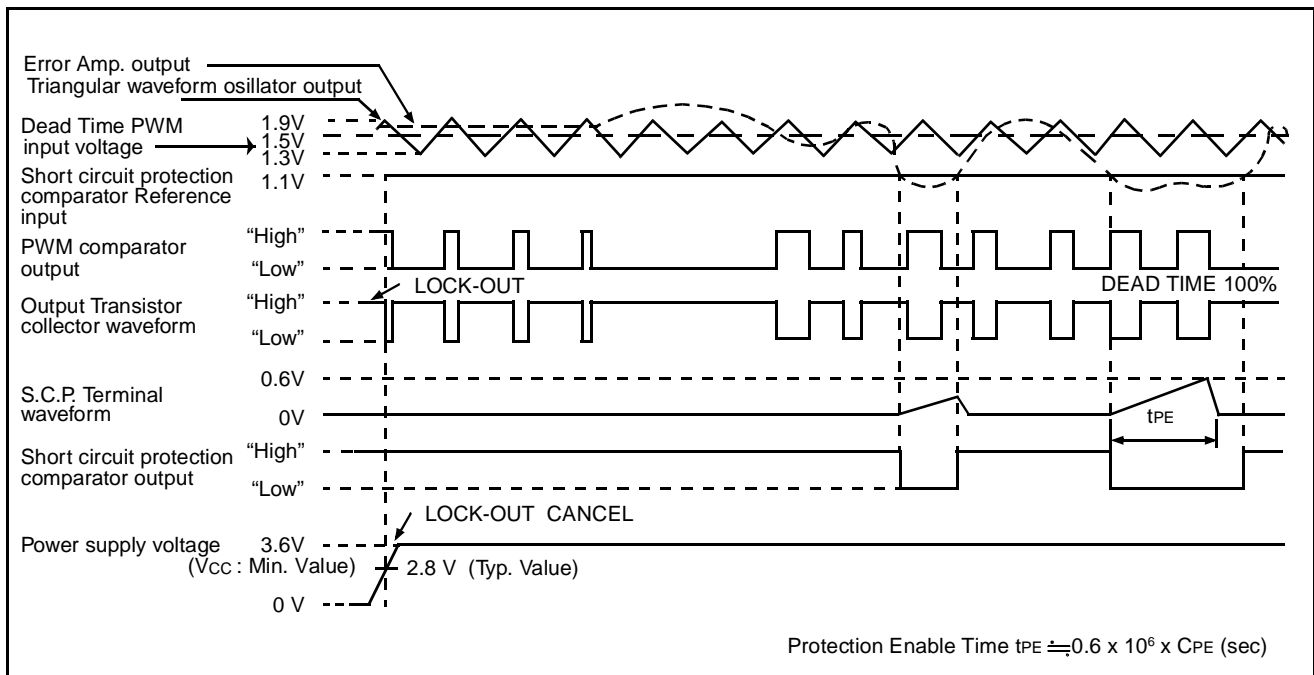 Error Amp. output
Triangular waveform osillator output
Dead Time PWM
input voltage
1.9V
1.5V
1.3V
Short circuit protection
comparator Reference
input
1.1V
PWM comparator
output
“High”
“Low”
LOCK-OUT
DEAD TIME 100%
Output Transistor
collector waveform
“High”
“Low”
S.C.P. Terminal
waveform
0.6V
0V
tPE
Short circuit protection
comparator output
“High”
“Low”
LOCK-OUT CANCEL
Power supply voltage
3.6V
(VCC : Min. Value)
2.8 V (Typ. Value)
0 V
Protection Enable Time tPE ≒ 0.6 x 10⁶ x CPE (sec)